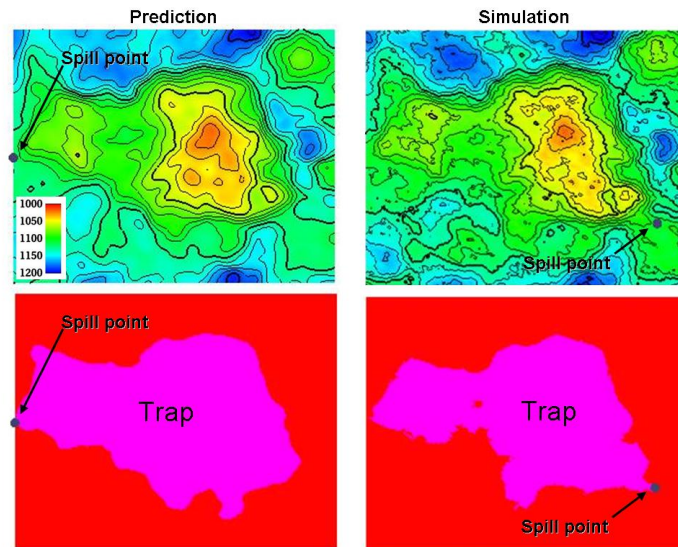 Prediction
Simulation
Spill point
1000
1050
1100
1150
1200
Spill point
Spill point
Trap
Trap
Spill point